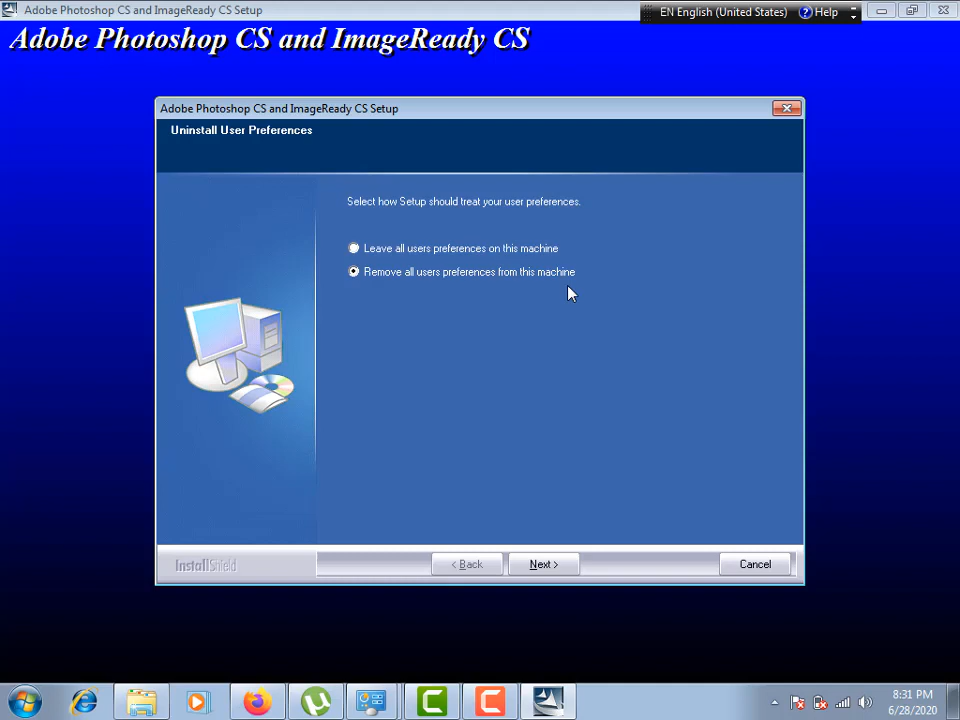 Adobe Photoshop CS and ImageReady CS Setup
EN English (United States) Help
Adobe Photoshop CS and ImageReady CS
Adobe Photoshop CS and ImageReady CS Setup
Uninstall User Preferences
Select how Setup should treat your user preferences.
Leave all users preferences on this machine
Remove all users preferences from this machine
InstallShield
< Back
Next >
Cancel
8:31 PM
6/28/2020